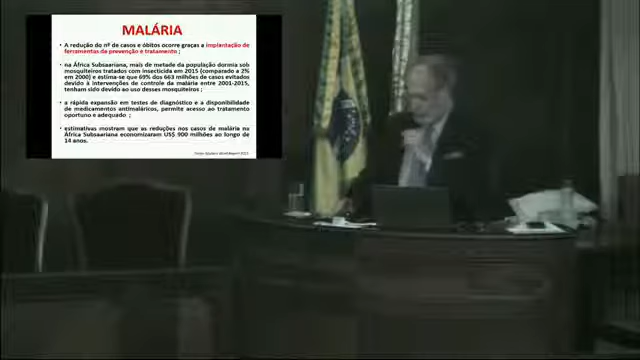 MALÁRIA
• A redução do nº de casos e óbitos ocorre graças a implantação de
ferramentas de prevenção e tratamento ;
• na África Subsaariana, mais de metade da população dormia sob
mosquiteiros tratados com insecticida em 2015 (comparado a 2%
em 2000) e estima-se que 69% dos 663 milhões de casos evitados
devido à intervenções de controle da malária entre 2001-2015,
tenham sido devido ao uso desses mosquiteiros;
• a rápida expansão em testes de diagnóstico e a disponibilidade
de medicamentos antimaláricos, permite acesso ao tratamento
oportuno e adequado ;
• estimativas mostram que as reduções nos casos de malária na
África Subsaariana economizaram US$ 900 milhões ao longo de
14 anos.